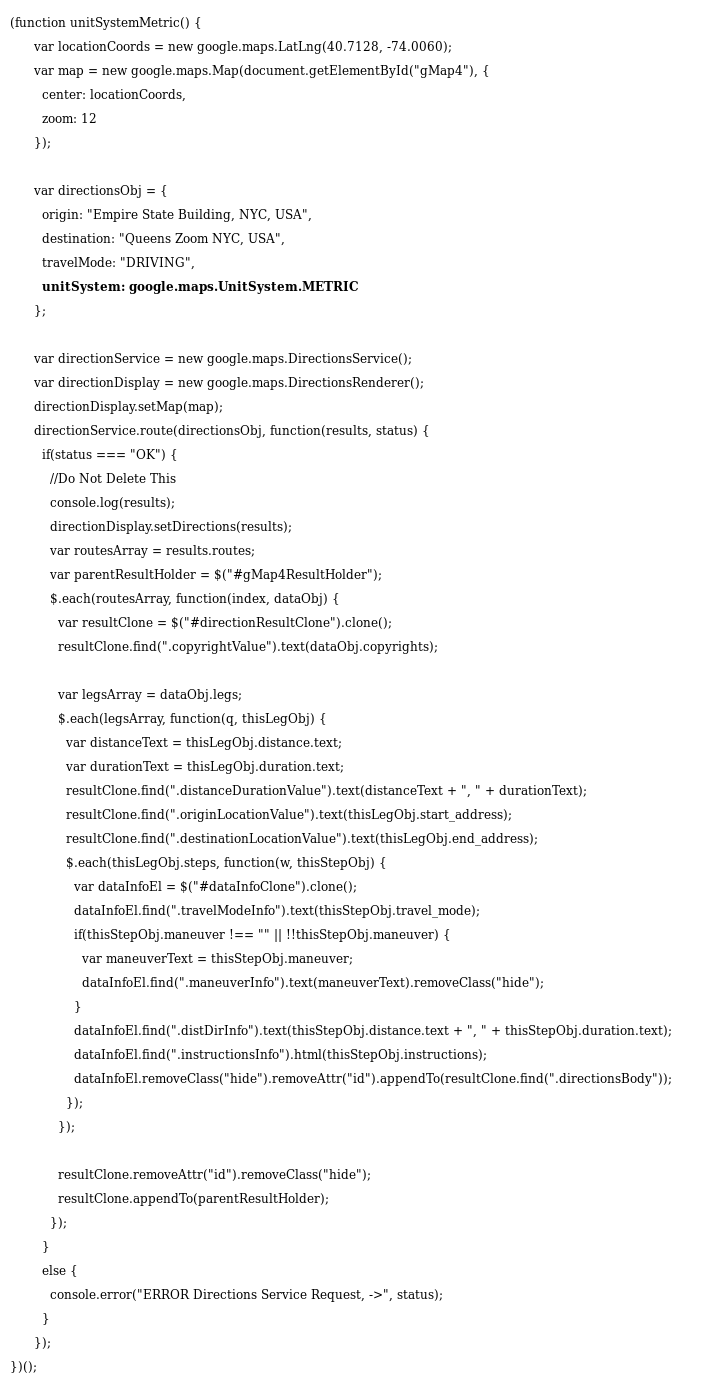 (function unitSystemMetric() {
var locationCoords = new google.maps.LatLng(40.7128, -74.0060);
var map = new google.maps.Map(document.getElementById("gMap4"), {
center: locationCoords,
zoom: 12
});
var directionsObj = {
origin: "Empire State Building, NYC, USA",
destination: "Queens Zoom NYC, USA",
travelMode: "DRIVING",
unitSystem: google.maps.UnitSystem.METRIC
};
var directionService = new google.maps.DirectionsService();
var directionDisplay = new google.maps.DirectionsRenderer();
directionDisplay.setMap(map);
directionService.route(directionsObj, function(results, status) {
if(status === "OK") {
//Do Not Delete This
console.log(results);
directionDisplay.setDirections(results);
var routesArray = results.routes;
var parentResultHolder = $("#gMap4ResultHolder");
$.each(routesArray, function(index, dataObj) {
var resultClone = $("#directionResultClone").clone();
resultClone.find(".copyrightValue").text(dataObj.copyrights);
var legsArray = dataObj.legs;
$.each(legsArray, function(q, thisLegObj) {
var distanceText = thisLegObj.distance.text;
var durationText = thisLegObj.duration.text;
resultClone.find(".distanceDurationValue").text(distanceText + ", " + durationText);
resultClone.find(".originLocationValue").text(thisLegObj.start_address);
resultClone.find(".destinationLocationValue").text(thisLegObj.end_address);
$.each(thisLegObj.steps, function(w, thisStepObj) {
var dataInfoEl = $("#dataInfoClone").clone();
dataInfoEl.find(".travelModeInfo").text(thisStepObj.travel_mode);
if(thisStepObj.maneuver !== "" || !!thisStepObj.maneuver) {
var maneuverText = thisStepObj.maneuver;
dataInfoEl.find(".maneuverInfo").text(maneuverText).removeClass("hide");
}
dataInfoEl.find(".distDirInfo").text(thisStepObj.distance.text + ", " + thisStepObj.duration.text);
dataInfoEl.find(".instructionsInfo").html(thisStepObj.instructions);
dataInfoEl.removeClass("hide").removeAttr("id").appendTo(resultClone.find(".directionsBody"));
});
});
resultClone.removeAttr("id").removeClass("hide");
resultClone.appendTo(parentResultHolder);
});
}
else {
console.error("ERROR Directions Service Request, ->", status);
}
});
})();